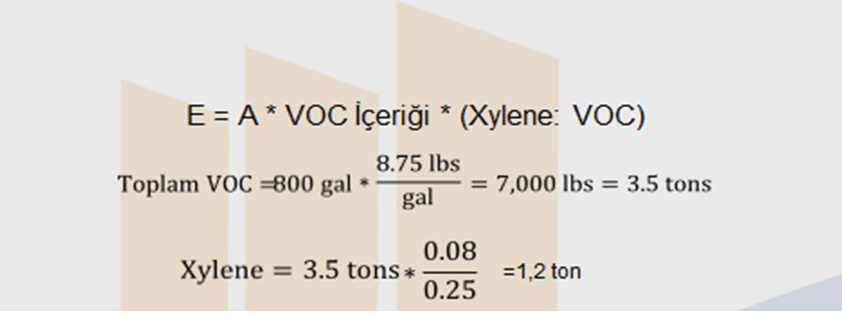 E = A * VOC İçeriği * (Xylene: VOC)
Toplam VOC =800 gal * 8.75 lbs / gal = 7,000 lbs = 3.5 tons
Xylene = 3.5 tons * 0.08 / 0.25 =1,2 ton